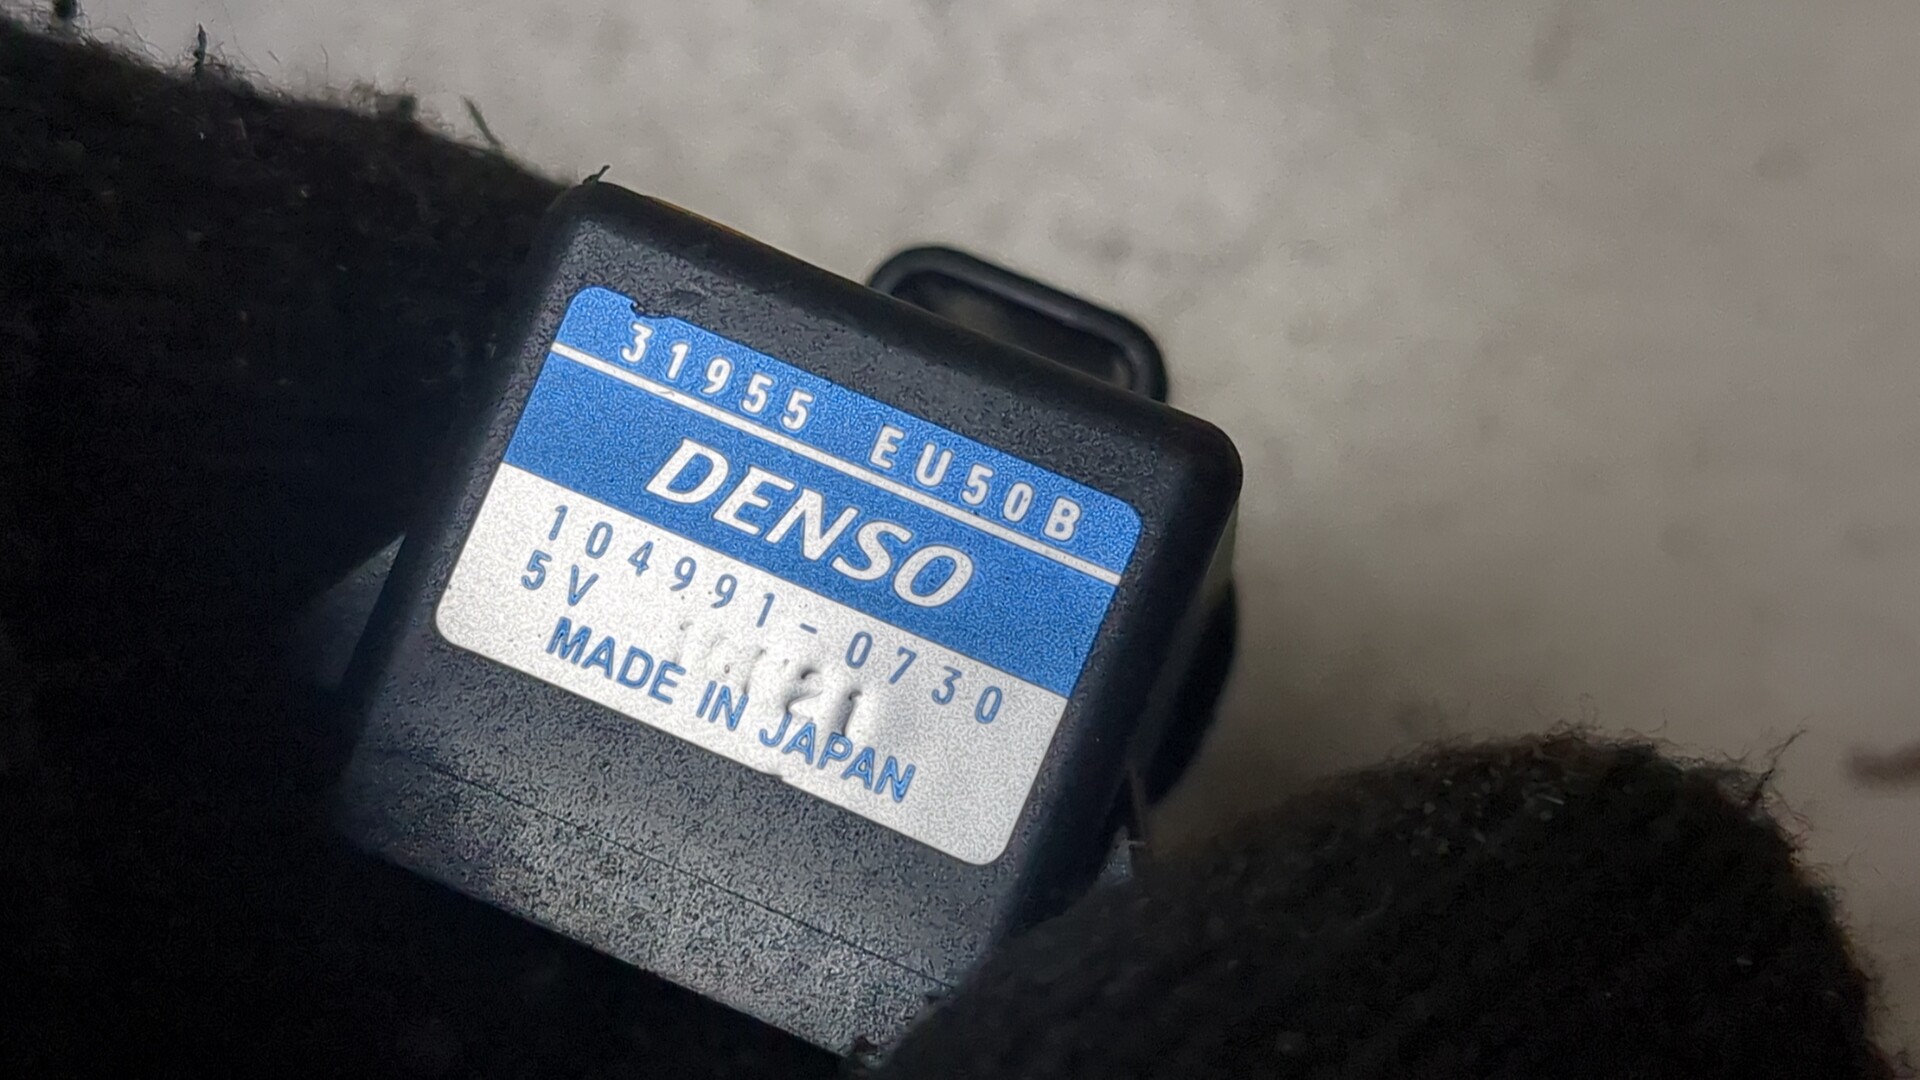 31955 EU50B
DENSO
104991-0730
5V
MADE IN JAPAN